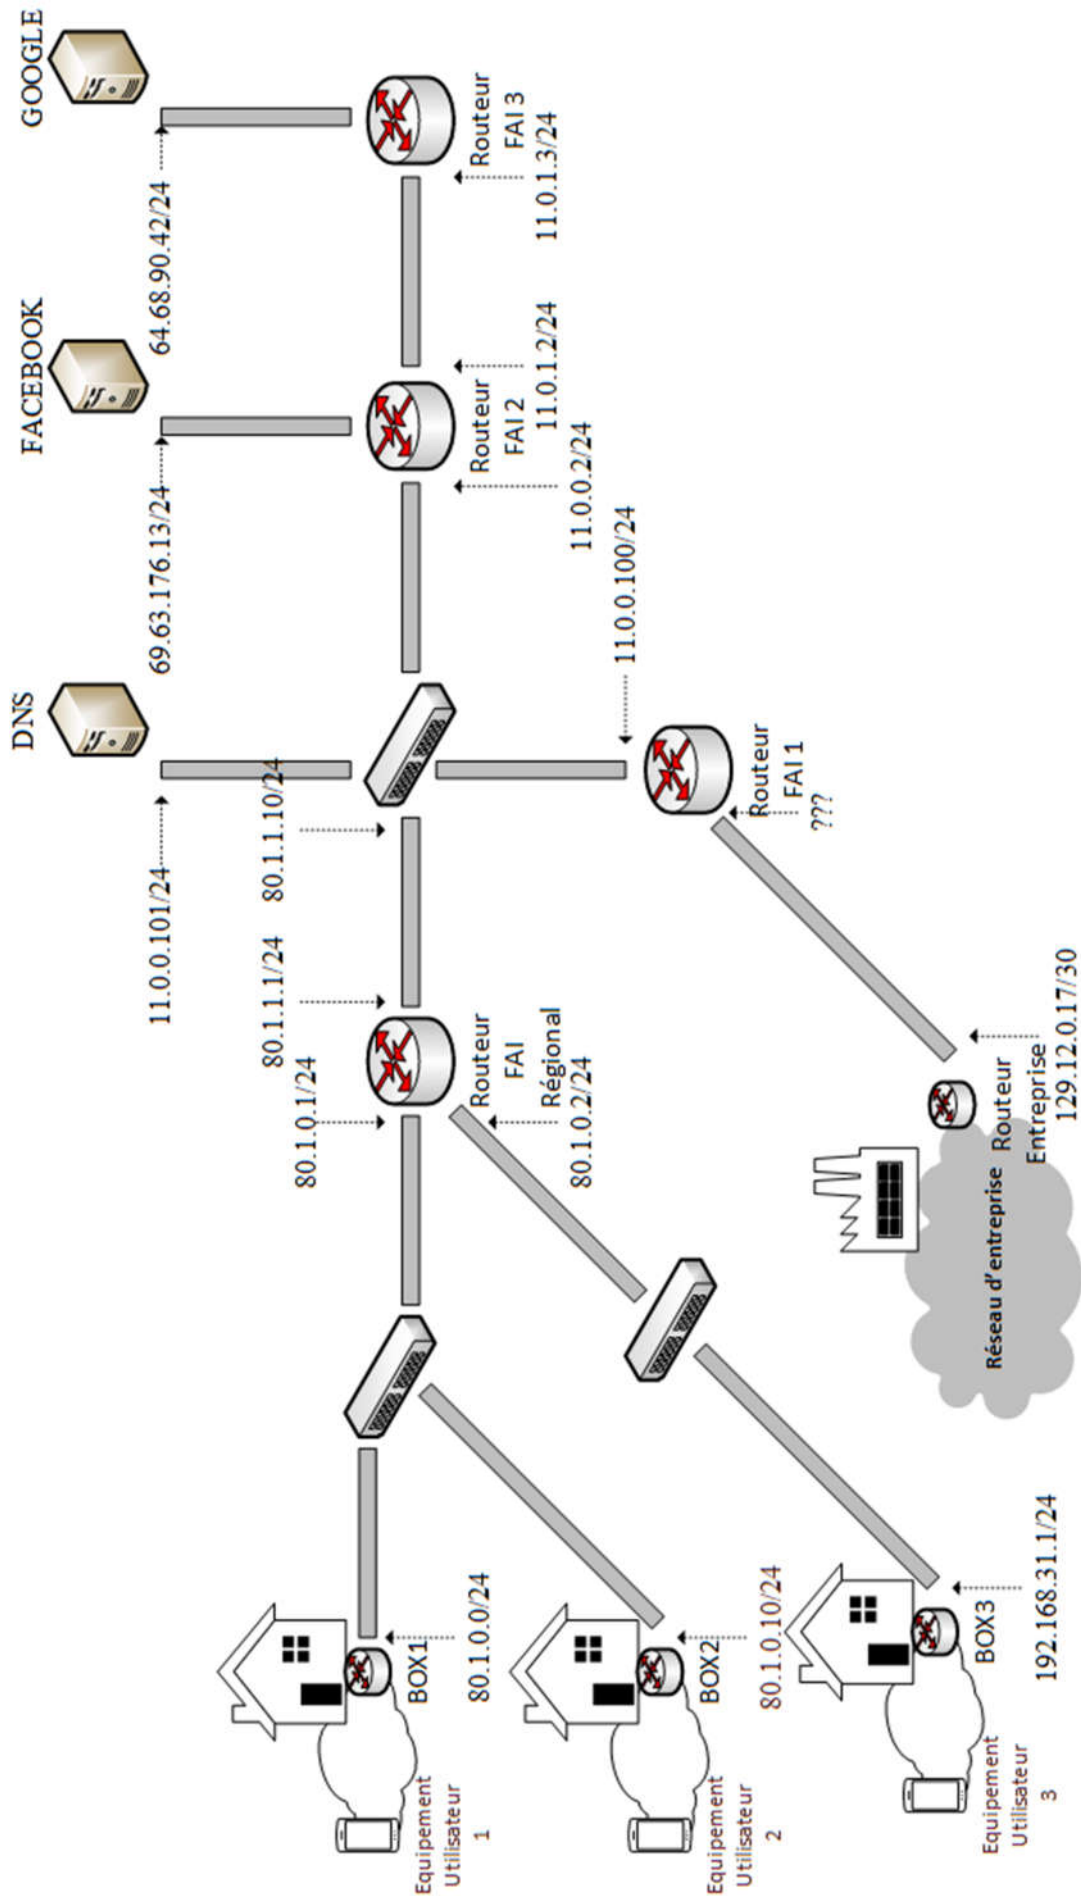 DNS
FACEBOOK
GOOGLE
11.0.0.101/24
69.63.176.13/24
64.68.90.42/24
80.1.1.1/24
80.1.1.10/24
80.1.0.1/24
Routeur
FAI
Régional
80.1.0.2/24
Routeur
FAI 2
11.0.1.2/24
11.0.0.2/24
Routeur
FAI 3
11.0.1.3/24
11.0.0.100/24
Routeur
FAI 1
???
BOX1
80.1.0.0/24
Equipement
Utilisateur
1
BOX2
80.1.0.10/24
Equipement
Utilisateur
2
BOX3
192.168.31.1/24
Equipement
Utilisateur
3
Réseau d'entreprise
Routeur
Entreprise
129.12.0.17/30